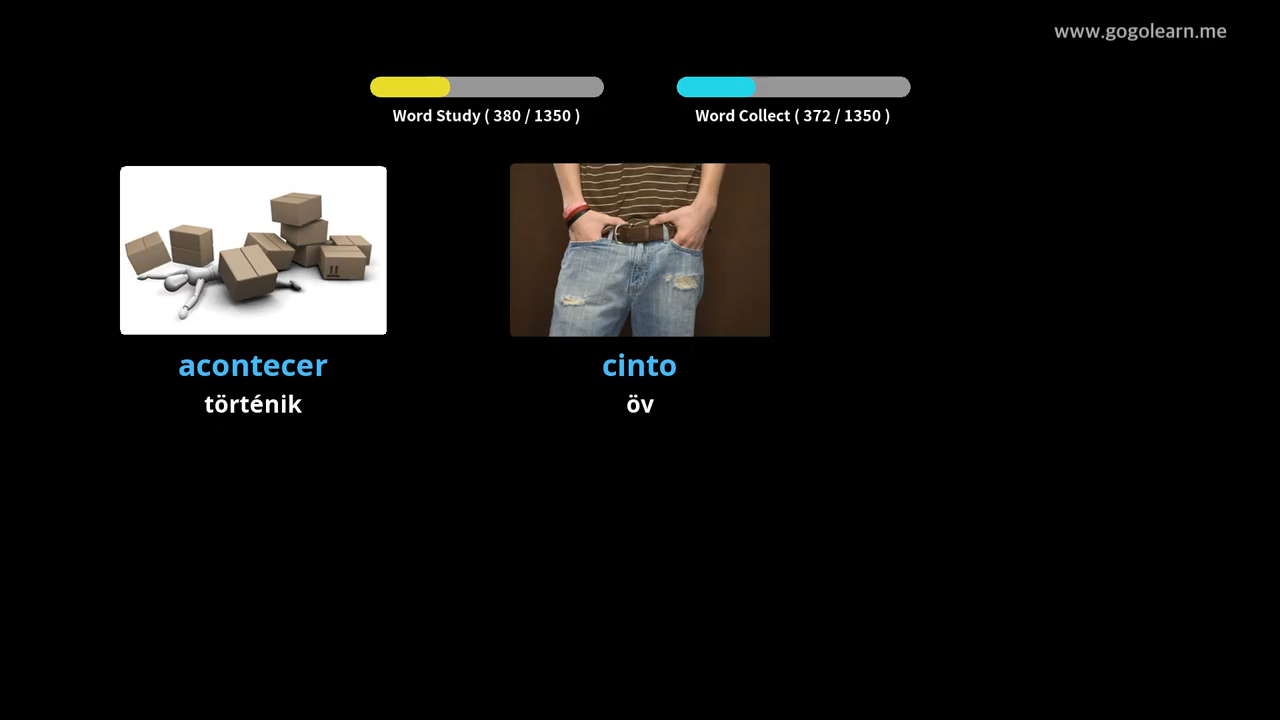 www.gogolearn.me
Word Study ( 380 / 1350 )
Word Collect ( 372 / 1350 )
acontecer
történik
cinto
öv